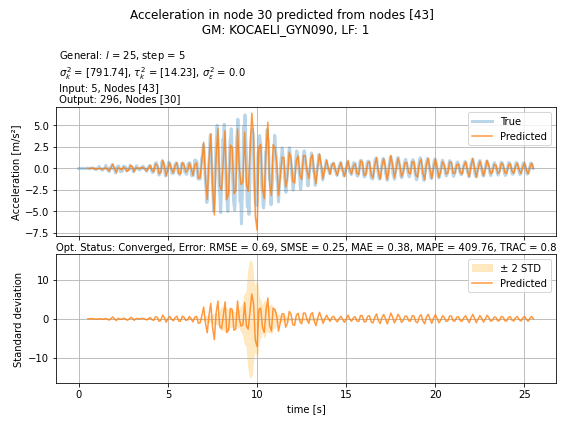 Acceleration in node 30 predicted from nodes [43]
GM: KOCAELI_GYN090, LF: 1
General: l = 25, step = 5
σ²ₖ = [791.74], τ²ₖ = [14.23], σ²ε = 0.0
Input: 5, Nodes [43]
Output: 296, Nodes [30]
True
Predicted
Acceleration [m/s²]
5.0
2.5
0.0
−2.5
−5.0
−7.5
Opt. Status: Converged, Error: RMSE = 0.69, SMSE = 0.25, MAE = 0.38, MAPE = 409.76, TRAC = 0.8
± 2 STD
Predicted
Standard deviation
10
0
−10
0
5
10
15
20
25
time [s]